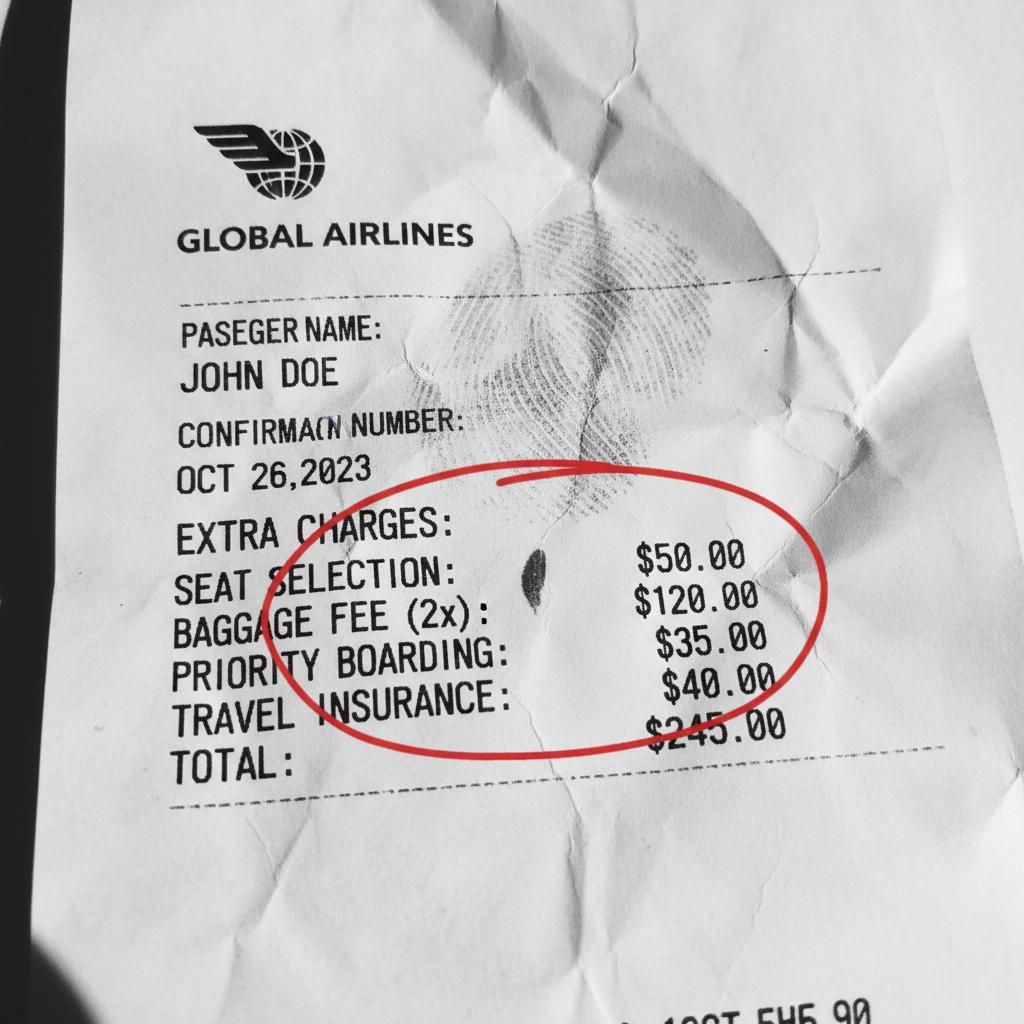 GLOBAL AIRLINES
PASEGER NAME:
JOHN DOE
NUMBER:
OCT 26,2023
EXTRA CHARGES:
SEAT SELECTION: $50.00
BAGGAGE FEE (2x): $120.00
PRIORITY BOARDING: $35.00
TRAVEL INSURANCE: $40.00
TOTAL: $245.00